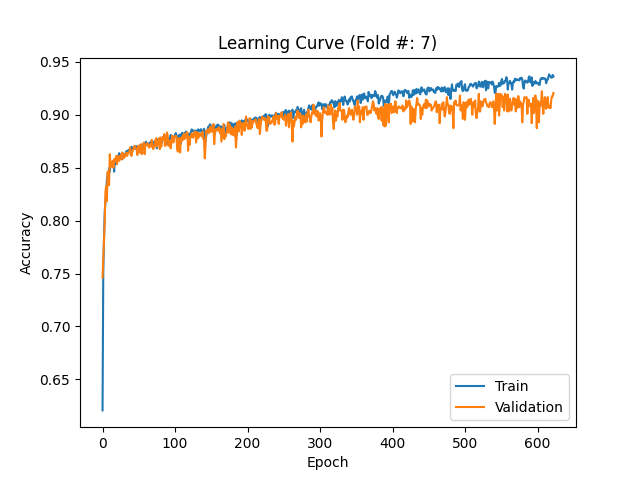 Learning Curve (Fold #: 7)
0.95
0.90
0.85
0.80
0.75
0.70
0.65
Accuracy
0 100 200 300 400 500 600
Epoch
Train
Validation